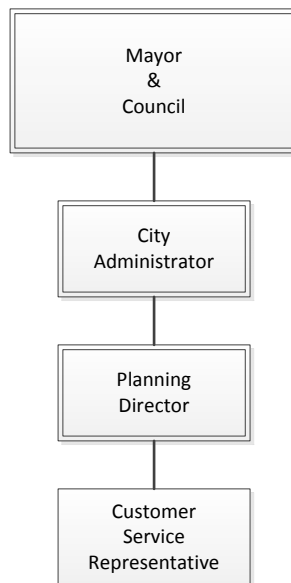 Mayor
&
Council
City
Administrator
Planning
Director
Customer
Service
Representative